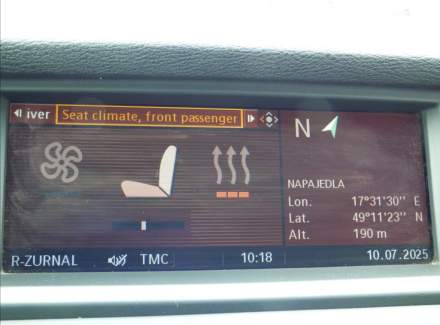 iver Seat climate, front passenger
N
NAPAJEDLA
Lon. 17°31'30" E
Lat. 49°11'23" N
Alt. 190 m
R-ZURNAL TMC 10:18 10.07.2025